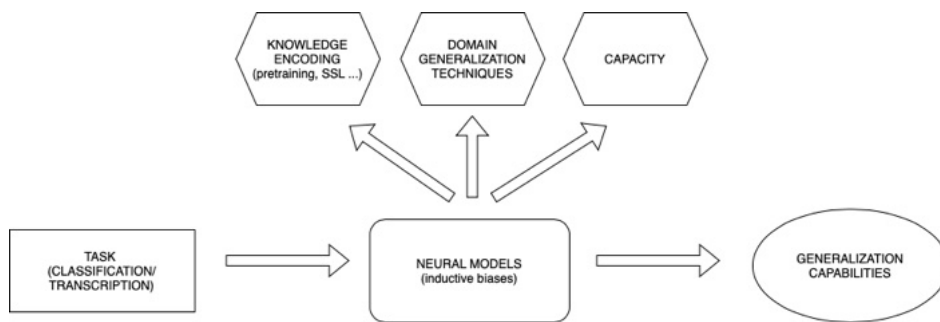 KNOWLEDGE
ENCODING
(pretraining, SSL ...)
DOMAIN
GENERALIZATION
TECHNIQUES
CAPACITY
TASK
(CLASSIFICATION/
TRANSCRIPTION)
NEURAL MODELS
(inductive biases)
GENERALIZATION
CAPABILITIES